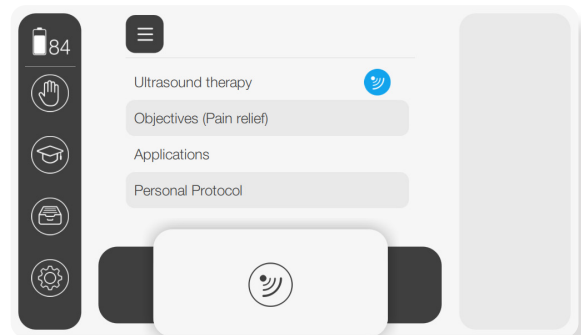 84
Ultrasound therapy
Objectives (Pain relief)
Applications
Personal Protocol